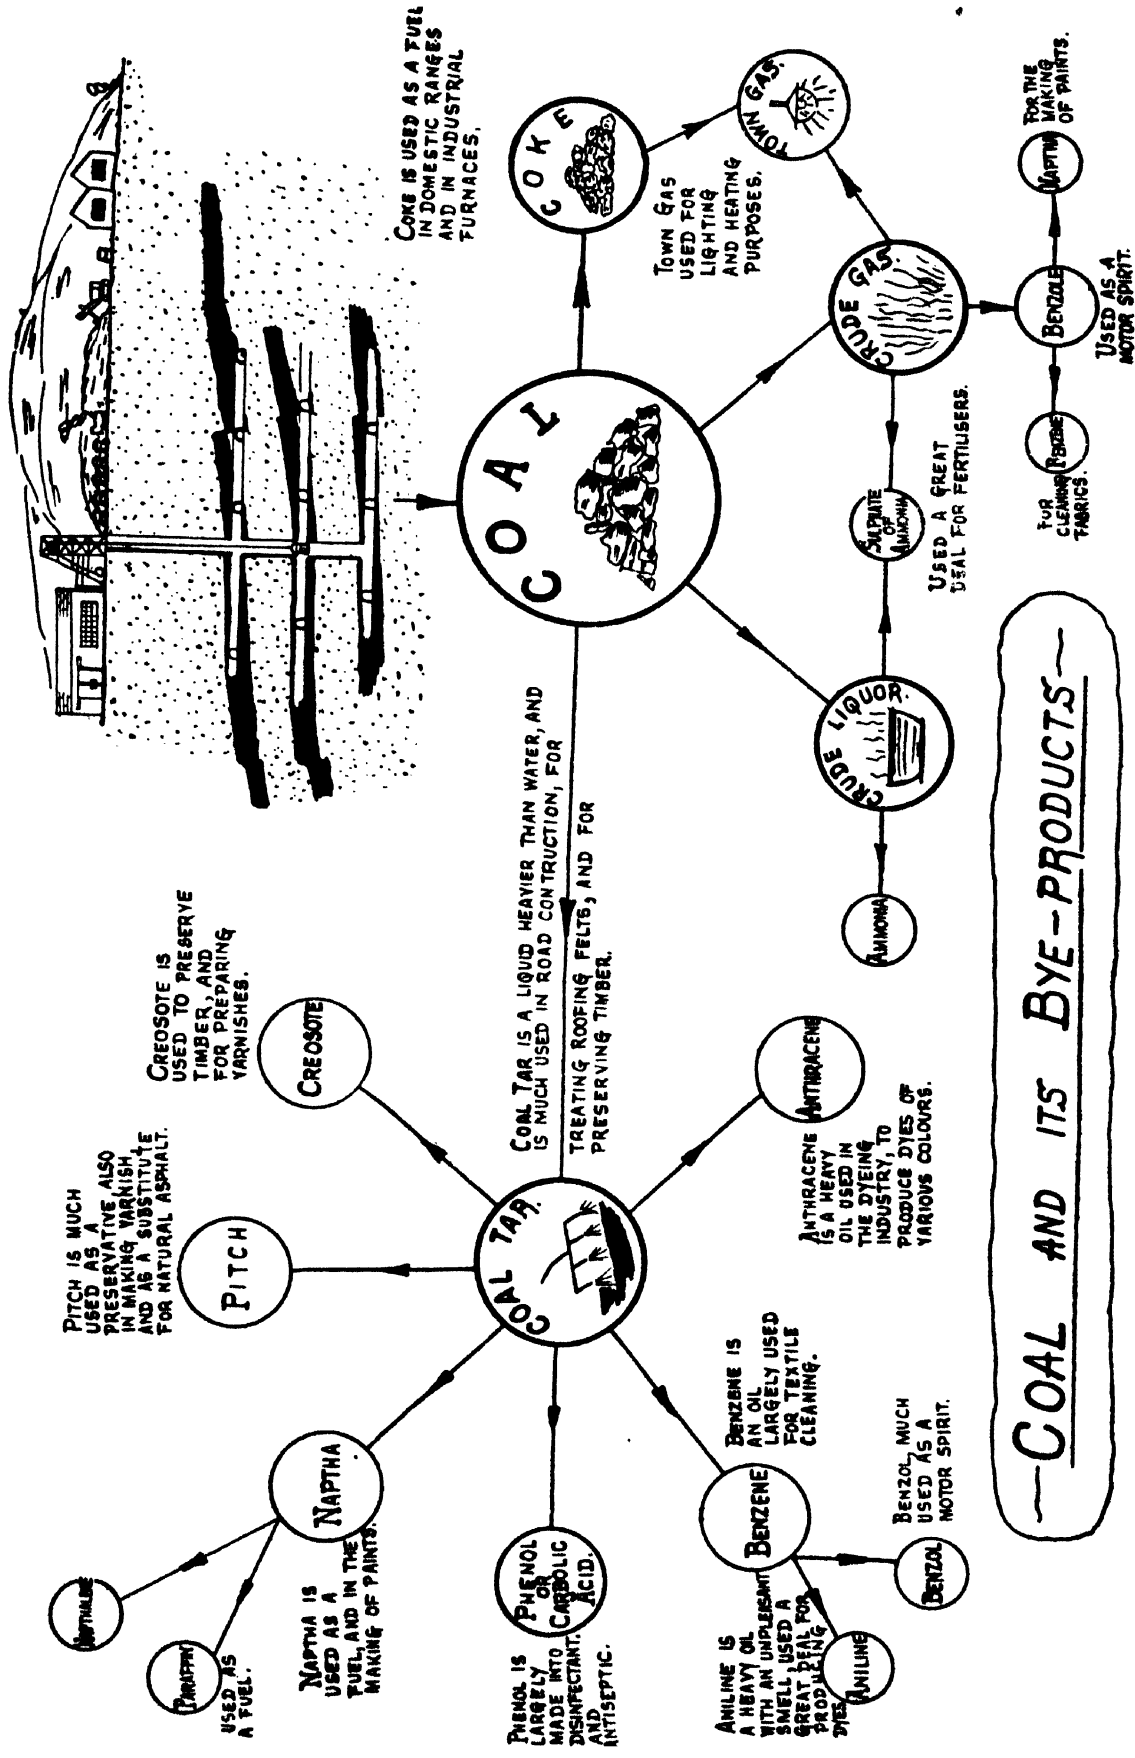 COKE IS USED AS A FUEL
IN DOMESTIC RANGES
AND IN INDUSTRIAL
FURNACES.
COKE
TOWN GAS.
TOWN GAS
USED FOR
LIGHTING
AND HEATING
PURPOSES.
COAL
CRUDE GAS.
FOR THE
MAKING
OF PAINTS.
NAPTHA
BENZOLE
USED AS A
MOTOR SPIRIT.
BENZENE
FOR
CLEANING
FABRICS.
SULPHATE
OF
AMMONIA
USED A GREAT
DEAL FOR FERTILISERS.
CRUDE LIQUOR.
AMMONIA
COAL TAR IS A LIQUID HEAVIER THAN WATER, AND
IS MUCH USED IN ROAD CONTRUCTION, FOR
TREATING ROOFING FELTS, AND FOR
PRESERVING TIMBER.
CREOSOTE IS
USED TO PRESERVE
TIMBER, AND
FOR PREPARING
VARNISHES.
CREOSOTE
PITCH IS MUCH
USED AS A
PRESERVATIVE, ALSO
IN MAKING VARNISH,
AND AS A SUBSTITUTE
FOR NATURAL ASPHALT.
PITCH
COAL TAR.
ANTHRACENE
ANTHRACENE
IS A HEAVY
OIL USED IN
THE DYEING
INDUSTRY, TO
PRODUCE DYES OF
VARIOUS COLOURS.
NAPTHA
NAPTHA IS
USED AS A
FUEL, AND IN THE
MAKING OF PAINTS.
NAPTHALENE
PARAFFIN
USED AS
A FUEL.
PHENOL
OR
CARBOLIC
ACID.
PHENOL IS
LARGELY
MADE INTO
DISINFECTANT.
AND
ANTISEPTIC.
BENZENE IS
AN OIL
LARGELY USED
FOR TEXTILE
CLEANING.
BENZENE
ANILINE IS
A HEAVY OIL
WITH AN UNPLEASANT
SMELL, USED A
GREAT DEAL FOR
PRODUCING
DYES
ANILINE
BENZOL, MUCH
USED AS A
MOTOR SPIRIT.
BENZOL
COAL AND ITS BYE-PRODUCTS